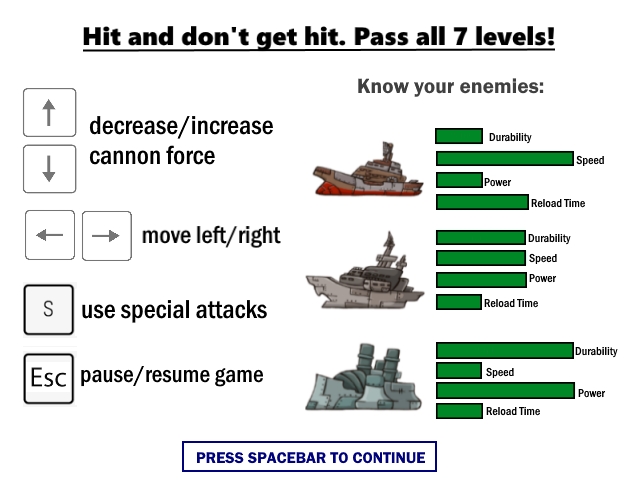 Hit and don't get hit. Pass all 7 levels!
Know your enemies:
decrease/increase
cannon force
move left/right
S
use special attacks
Esc
pause/resume game
Durability
Speed
Power
Reload Time
Durability
Speed
Power
Reload Time
Durability
Speed
Power
Reload Time
PRESS SPACEBAR TO CONTINUE